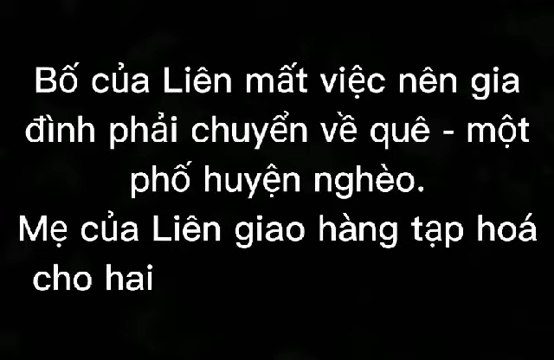 Bố của Liên mất việc nên gia
đình phải chuyển về quê - một
phố huyện nghèo.
Mẹ của Liên giao hàng tạp hoá
cho hai